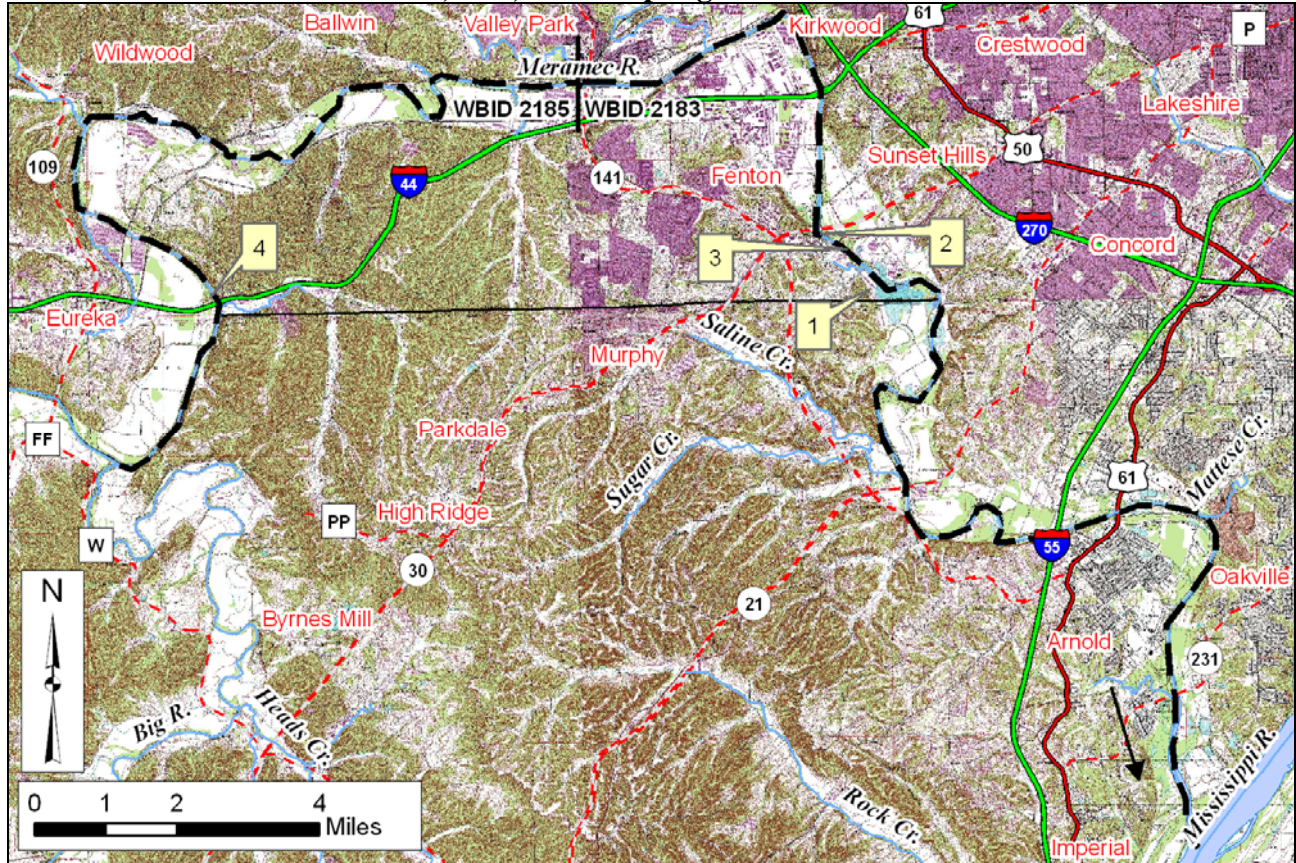 61
Ballwin
Valley Park
Kirkwood
Crestwood
P
Wildwood
Meramec R.
WBID 2185
WBID 2183
Lakeshire
50
109
44
141
Fenton
Sunset Hills
270
Concord
4
3
2
Eureka
1
Saline Cr.
Murphy
FF
Parkdale
Sugar Cr.
61
Mattese Cr.
W
PP
High Ridge
55
N
30
21
Oakville
Byrnes Mill
Arnold
231
Big R.
Heads Cr.
Mississippi R.
0 1 2 4
Miles
Rock Cr.
Imperial